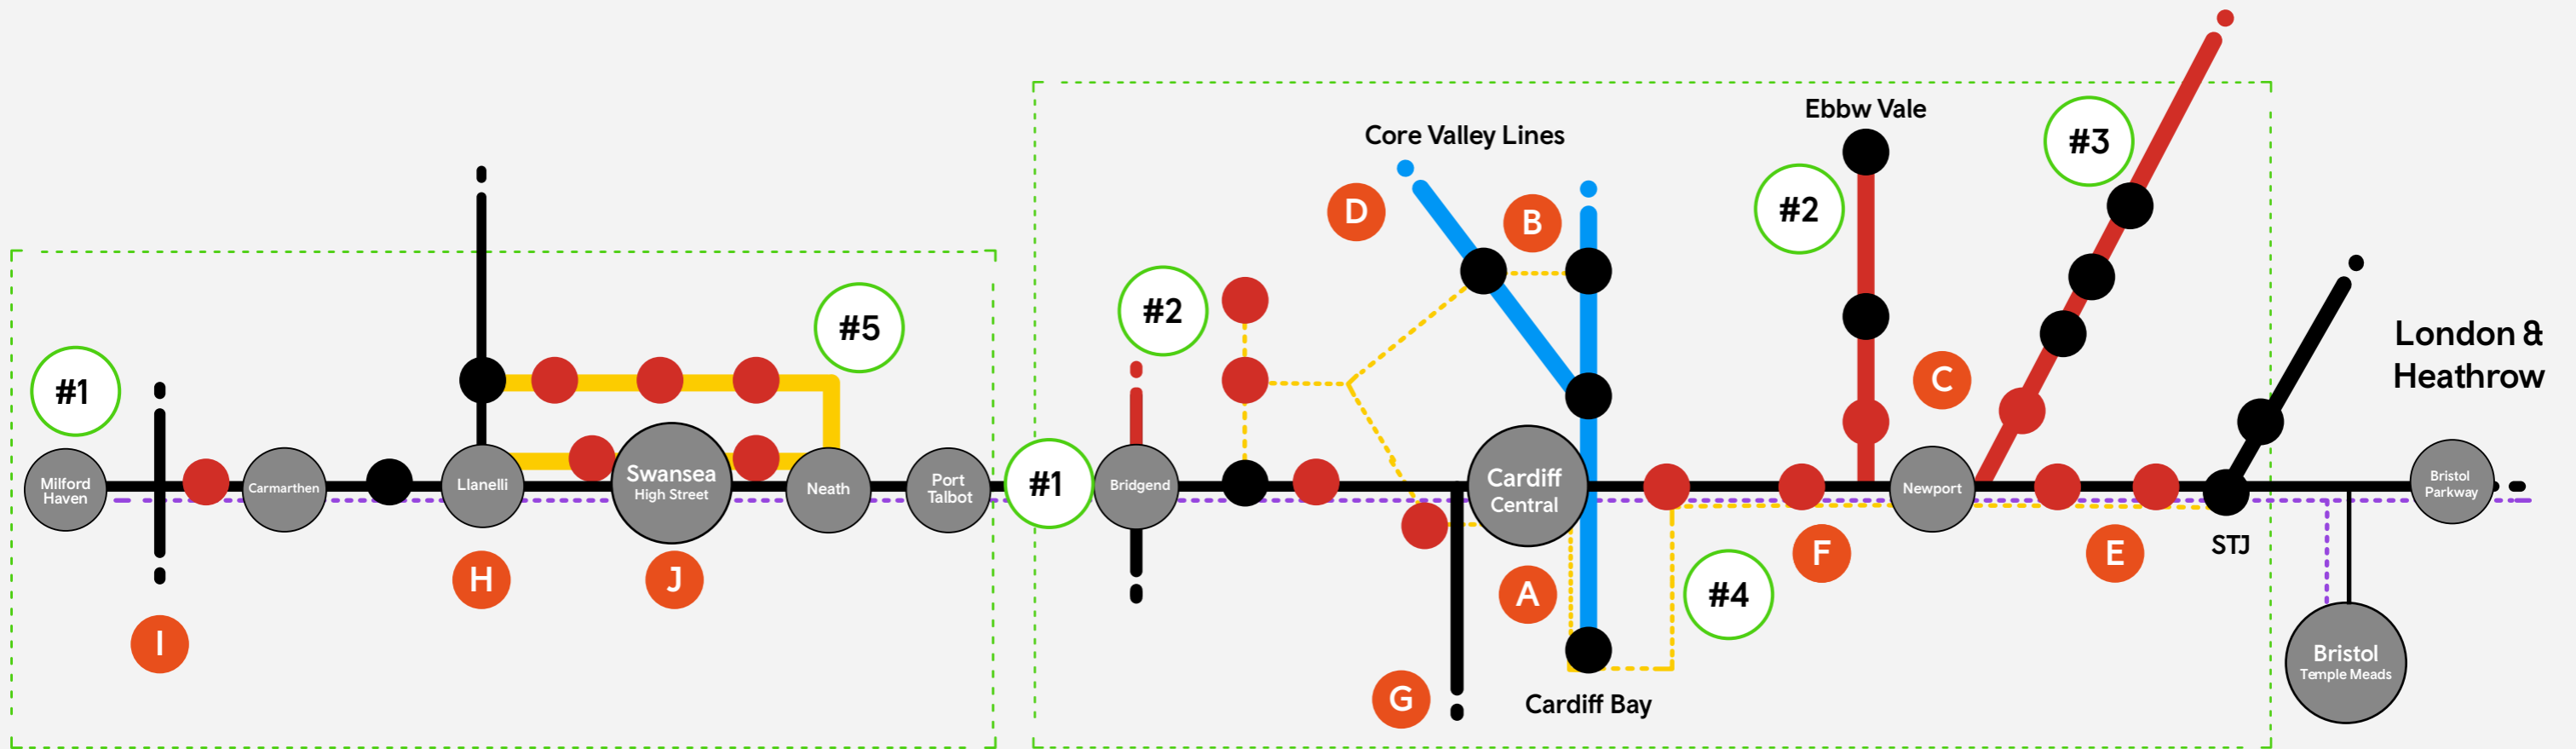 Ebbw Vale
Core Valley Lines
#3
D
B
#2
#2
#5
London &
Heathrow
#1
C
Milford
Haven
Carmarthen
Llanelli
Swansea
High Street
Neath
Port
Talbot
#1
Bridgend
Cardiff
Central
Newport
Bristol
Parkway
STJ
F
E
H
J
A
#4
I
G
Cardiff Bay
Bristol
Temple Meads